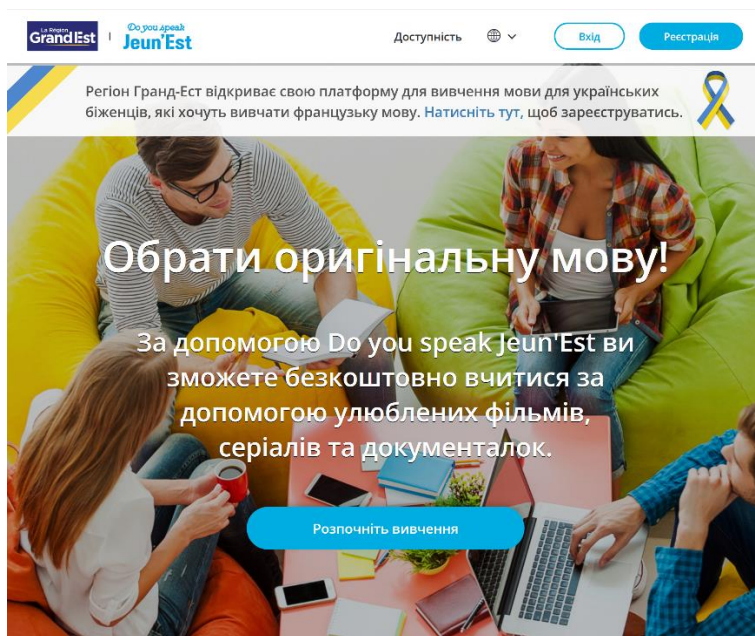 La Région
Grand Est
Do you speak
Jeun'Est
Доступність
Вхід
Реєстрація
Регіон Гранд-Ест відкриває свою платформу для вивчення мови для українських
біженців, які хочуть вивчати французьку мову. Натисніть тут, щоб зареєструватись.
Обрати оригінальну мову!
За допомогою Do you speak Jeun'Est ви
зможете безкоштовно вчитися за
допомогою улюблених фільмів,
серіалів та документалок.
Розпочніть вивчення